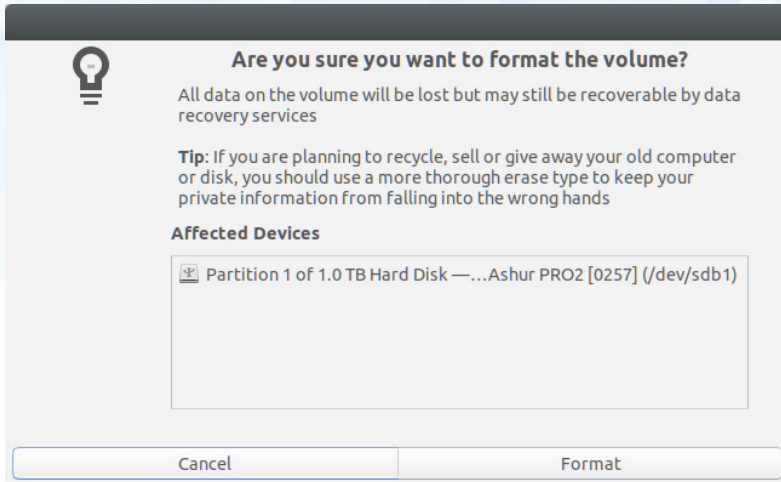 Are you sure you want to format the volume?
All data on the volume will be lost but may still be recoverable by data
recovery services
Tip: If you are planning to recycle, sell or give away your old computer
or disk, you should use a more thorough erase type to keep your
private information from falling into the wrong hands
Affected Devices
Partition 1 of 1.0 TB Hard Disk —…Ashur PRO2 [0257] (/dev/sdb1)
Cancel
Format